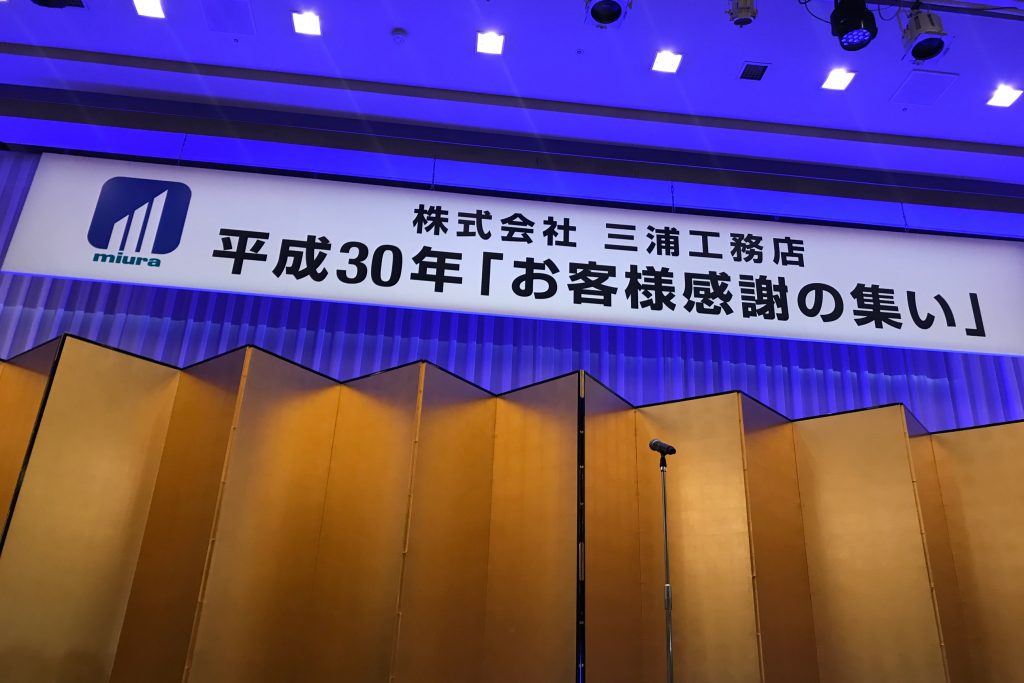 miura
株式会社 三浦工務店
平成30年「お客様感謝の集い」